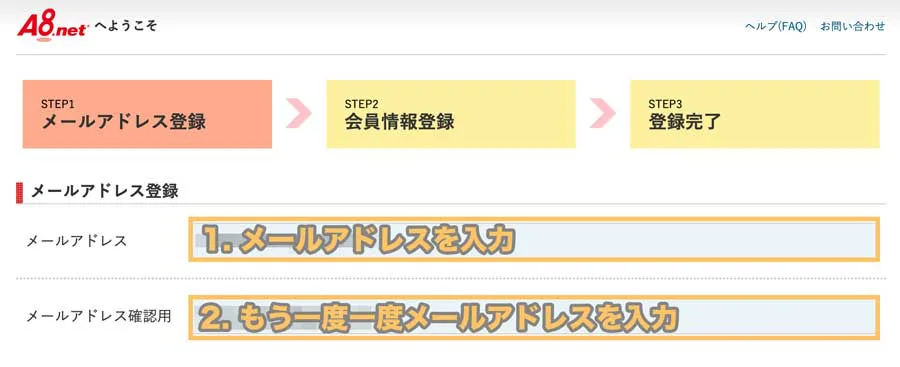 A8.net へようこそ
ヘルプ(FAQ) お問い合わせ
STEP1
メールアドレス登録
STEP2
会員情報登録
STEP3
登録完了
メールアドレス登録
メールアドレス
1. メールアドレスを入力
メールアドレス確認用
2. もう一度一度メールアドレスを入力